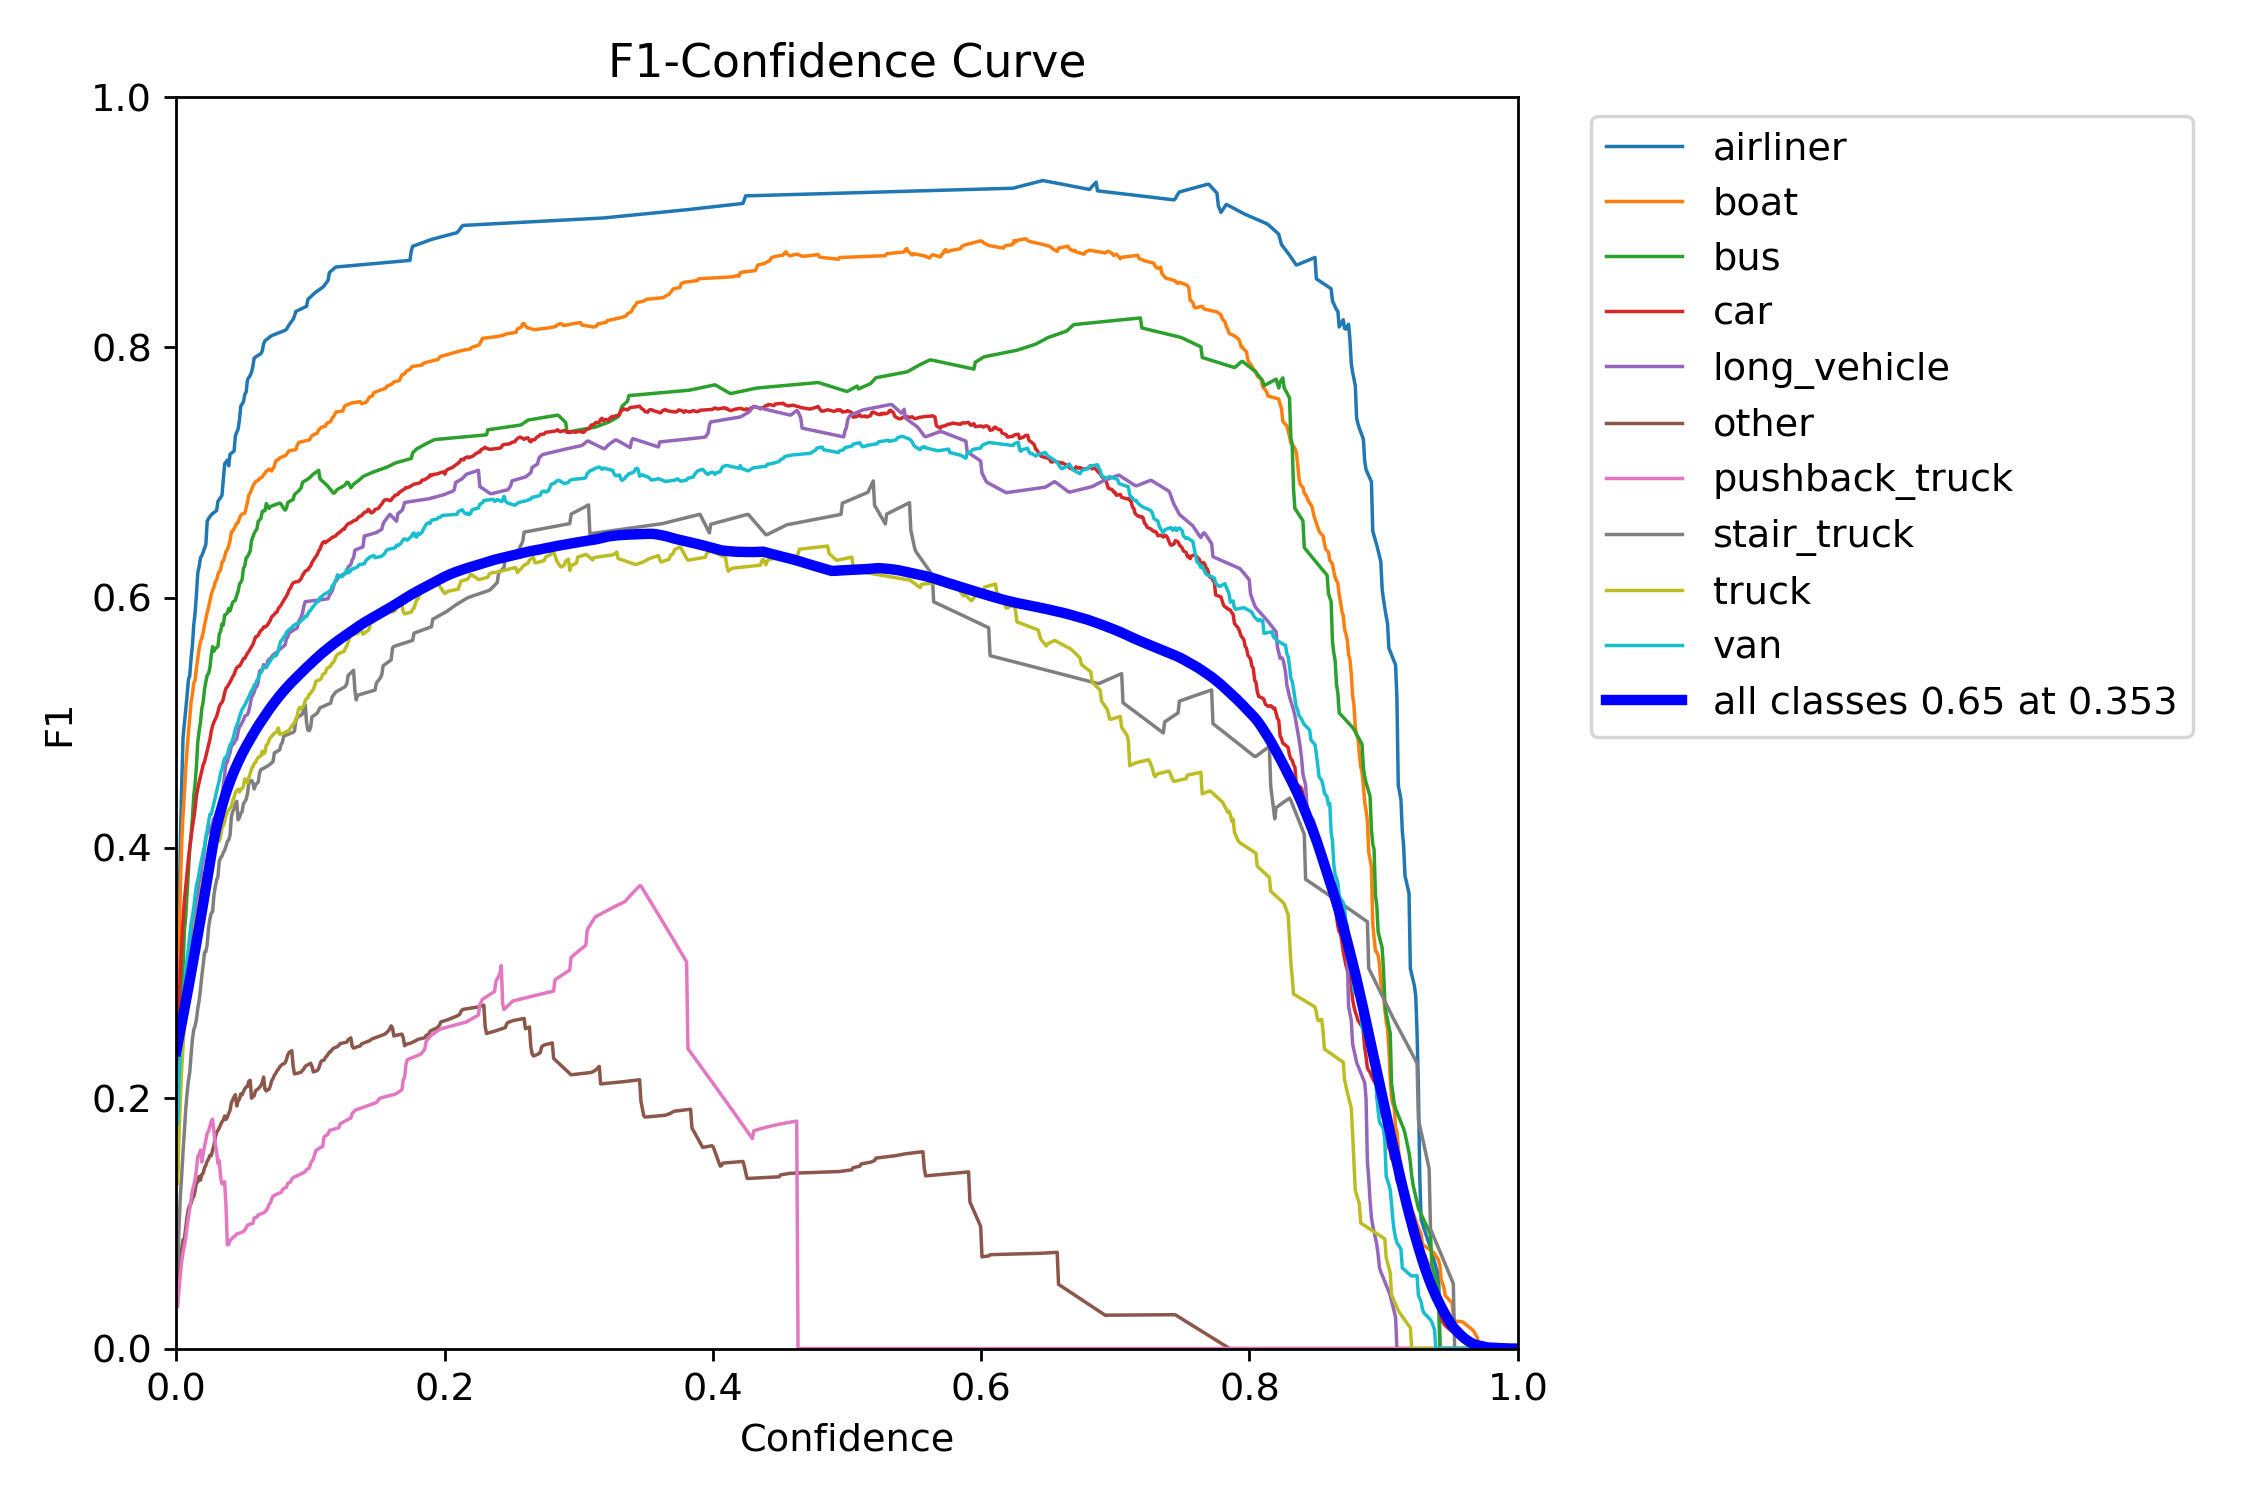 F1-Confidence Curve
1.0
0.8
0.6
0.4
0.2
0.0
F1
0.0 0.2 0.4 0.6 0.8 1.0
Confidence
airliner
boat
bus
car
long_vehicle
other
pushback_truck
stair_truck
truck
van
all classes 0.65 at 0.353